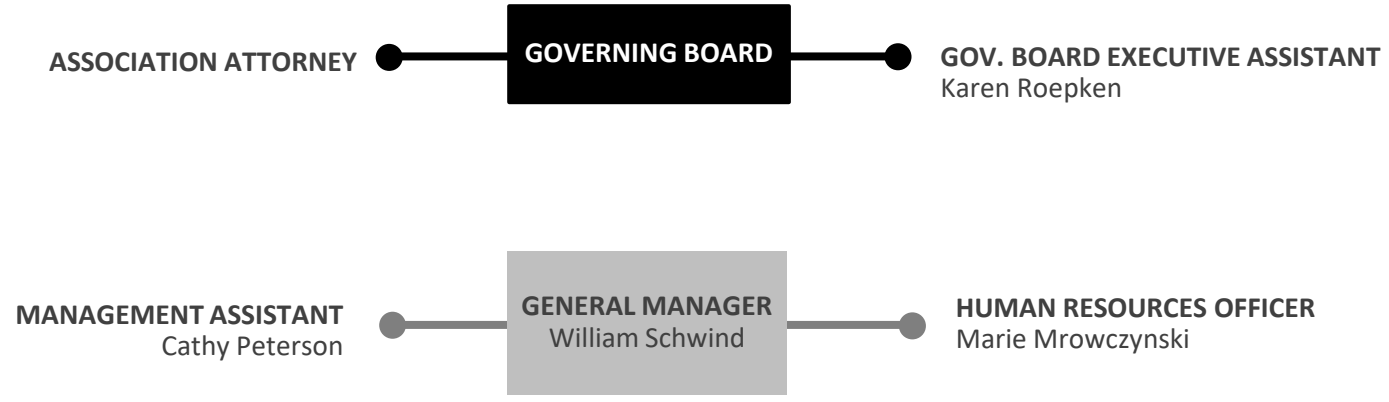 ASSOCIATION ATTORNEY
GOVERNING BOARD
GOV. BOARD EXECUTIVE ASSISTANT
Karen Roepken
MANAGEMENT ASSISTANT
Cathy Peterson
GENERAL MANAGER
William Schwind
HUMAN RESOURCES OFFICER
Marie Mrowczynski